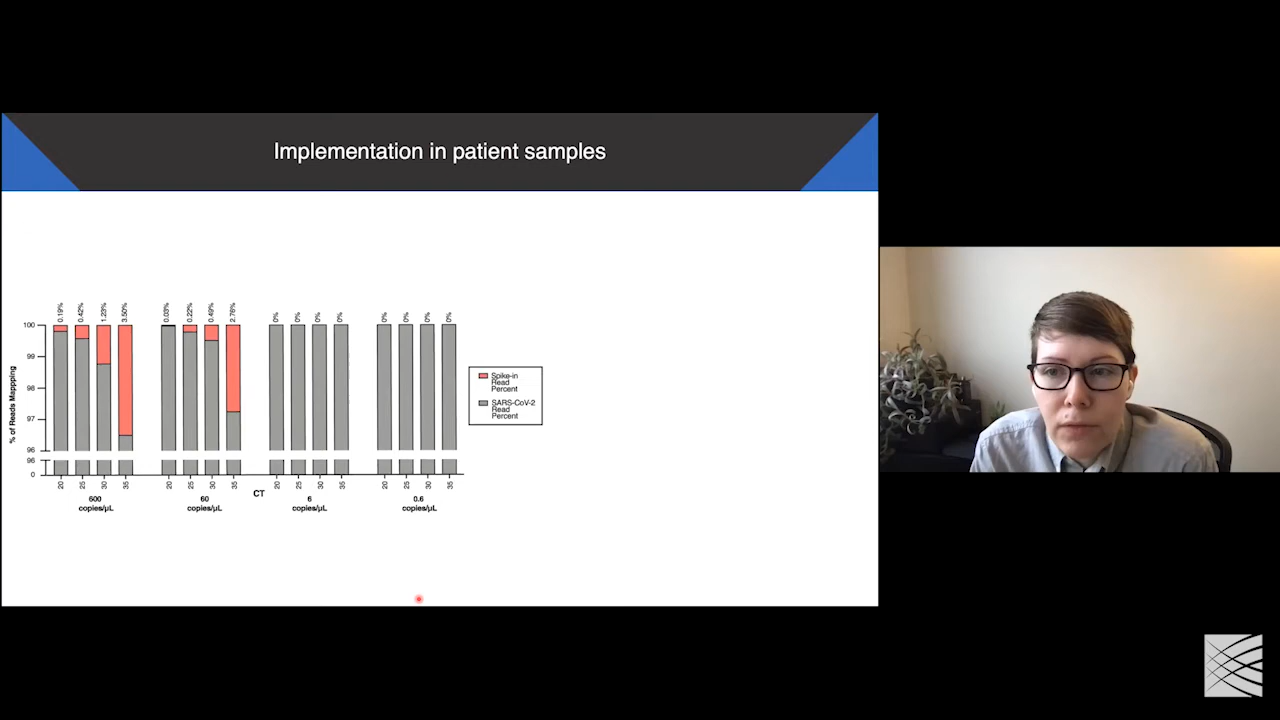 Implementation in patient samples
0.19% 0.42% 1.23% 3.50% 0.03% 0.22% 0.49% 2.76% 0% 0% 0% 0% 0% 0% 0% 0%
% of Reads Mappping
100
99
98
97
96
96
0
20 25 30 35 20 25 30 35 20 25 30 35 20 25 30 35
CT
600 60 6 0.6
copies/µL copies/µL copies/µL copies/µL
Spike-in
Read
Percent
SARS-CoV-2
Read
Percent